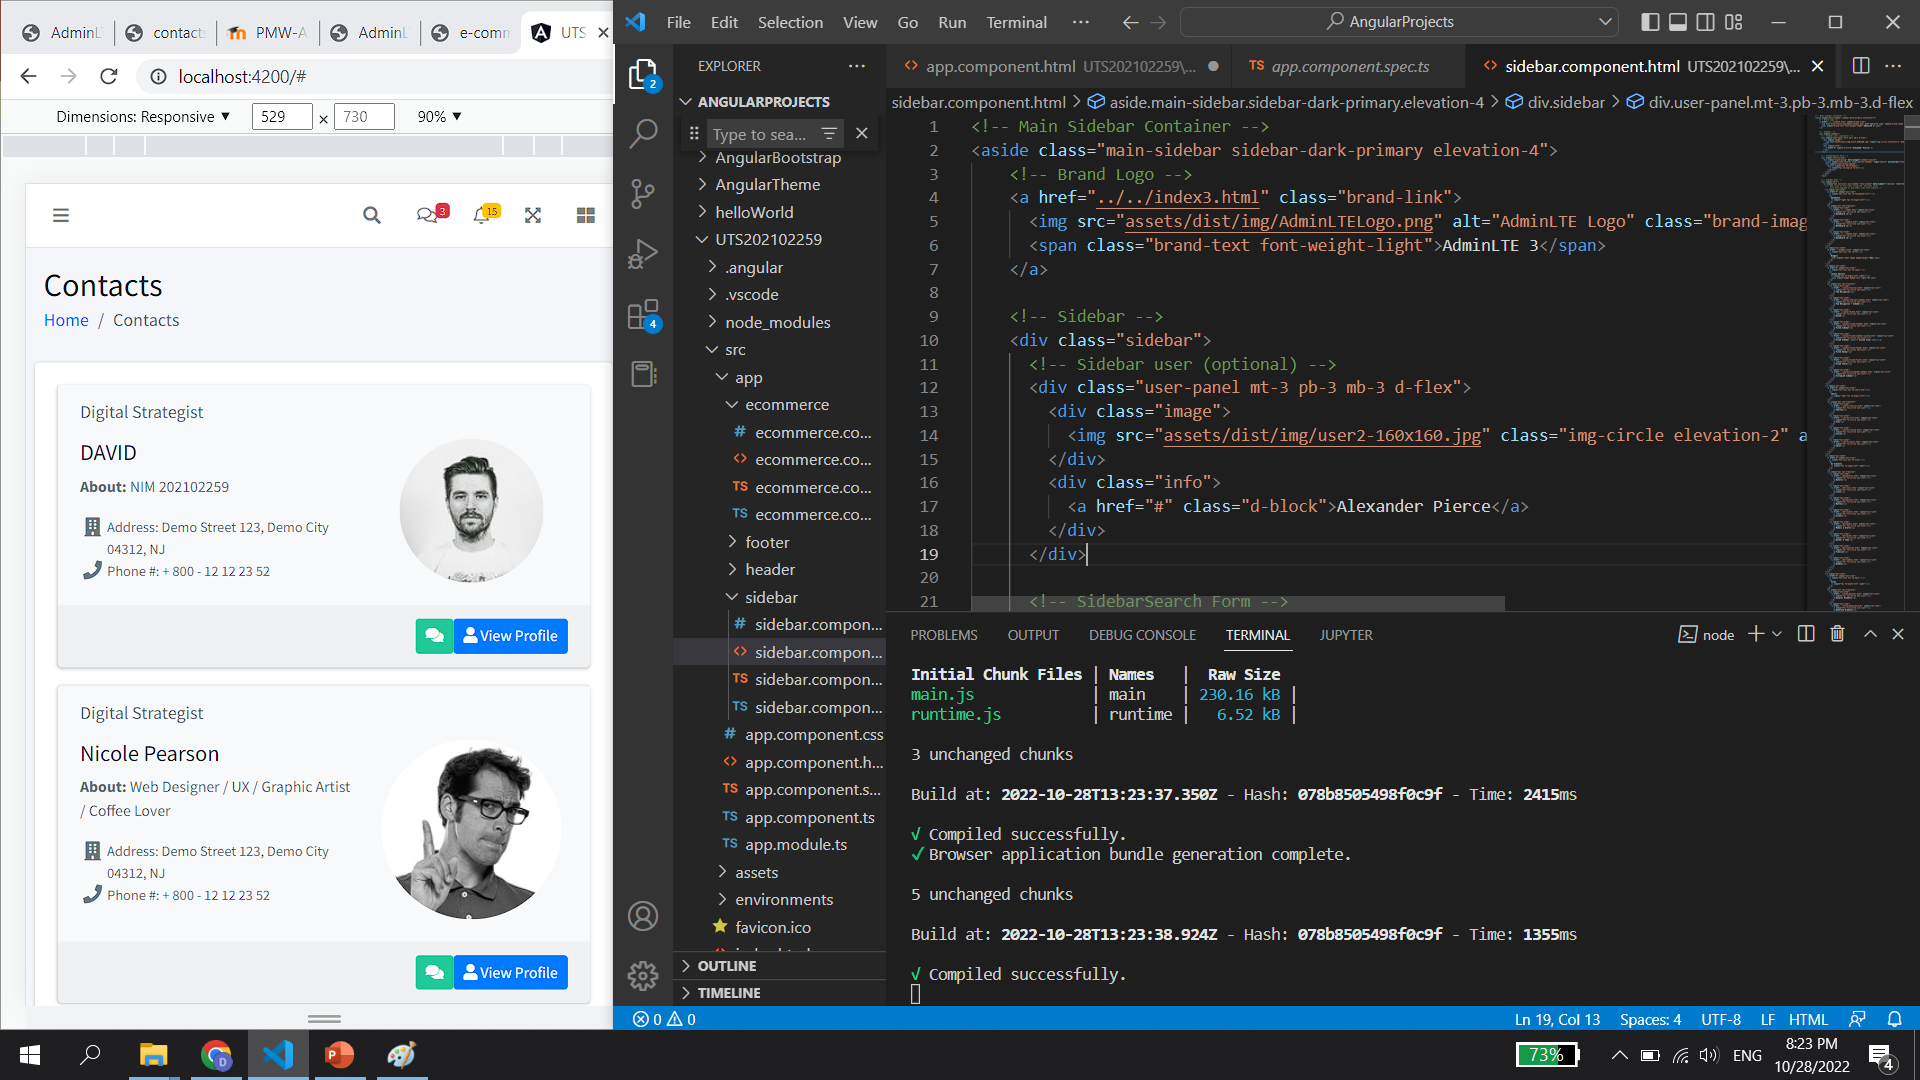 AdminL
contact
PMW-A
AdminL
e-comm
UTS
localhost:4200/#
Dimensions: Responsive ▼ 529 × 730 90% ▼
3
15
Contacts
Home / Contacts
Digital Strategist
DAVID
About: NIM 202102259
Address: Demo Street 123, Demo City
04312, NJ
Phone #: + 800 - 12 12 23 52
View Profile
Digital Strategist
Nicole Pearson
About: Web Designer / UX / Graphic Artist
/ Coffee Lover
Address: Demo Street 123, Demo City
04312, NJ
Phone #: + 800 - 12 12 23 52
View Profile
File Edit Selection View Go Run Terminal ···
AngularProjects
2
4
EXPLORER
ANGULARPROJECTS
Type to sea...
AngularBootstrap
AngularTheme
helloWorld
UTS202102259
.angular
.vscode
node_modules
src
app
ecommerce
# ecommerce.co...
<> ecommerce.co...
TS ecommerce.co...
TS ecommerce.co...
footer
header
sidebar
# sidebar.compon...
<> sidebar.compon...
TS sidebar.compon...
TS sidebar.compon...
# app.component.css
<> app.component.h...
TS app.component.s...
TS app.component.ts
TS app.module.ts
assets
environments
favicon.ico
OUTLINE
TIMELINE
<> app.component.html UTS202102259\...
TS app.component.spec.ts
<> sidebar.component.html UTS202102259\...
sidebar.component.html > aside.main-sidebar.sidebar-dark-primary.elevation-4 > div.sidebar > div.user-panel.mt-3.pb-3.mb-3.d-flex
1 <!-- Main Sidebar Container -->
2 <aside class="main-sidebar sidebar-dark-primary elevation-4">
3 <!-- Brand Logo -->
4 <a href="../../index3.html" class="brand-link">
5 <img src="assets/dist/img/AdminLTELogo.png" alt="AdminLTE Logo" class="brand-imag
6 <span class="brand-text font-weight-light">AdminLTE 3</span>
7 </a>
8
9 <!-- Sidebar -->
10 <div class="sidebar">
11 <!-- Sidebar user (optional) -->
12 <div class="user-panel mt-3 pb-3 mb-3 d-flex">
13 <div class="image">
14 <img src="assets/dist/img/user2-160x160.jpg" class="img-circle elevation-2" a
15 </div>
16 <div class="info">
17 <a href="#" class="d-block">Alexander Pierce</a>
18 </div>
19 </div>
20
21 <!-- SidebarSearch Form -->
PROBLEMS OUTPUT DEBUG CONSOLE TERMINAL JUPYTER
node
Initial Chunk Files | Names | Raw Size
main.js | main | 230.16 kB |
runtime.js | runtime | 6.52 kB |
3 unchanged chunks
Build at: 2022-10-28T13:23:37.350Z - Hash: 078b8505498f0c9f - Time: 2415ms
√ Compiled successfully.
√ Browser application bundle generation complete.
5 unchanged chunks
Build at: 2022-10-28T13:23:38.924Z - Hash: 078b8505498f0c9f - Time: 1355ms
√ Compiled successfully.
0 0
Ln 19, Col 13 Spaces: 4 UTF-8 LF HTML
73%
ENG
8:23 PM
10/28/2022
4